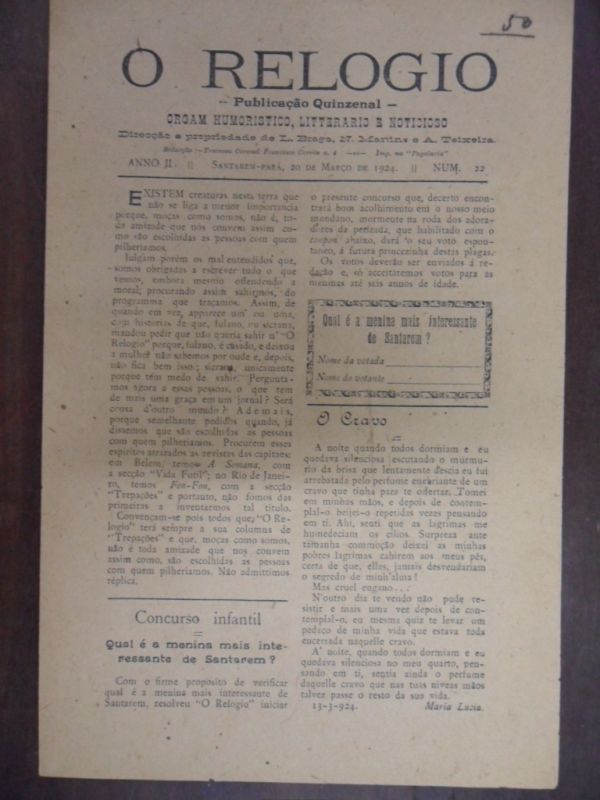 50
O RELOGIO
-- Publicação Quinzenal --
ORGAM HUMORISTICO, LITTERARIO E NOTICIOSO
Direcção e propriedade de L. Braga, Martins e A. Teixeira.
Redacção :- Travessa Coronel Francisco Corrêa n. 4 --- Imp. na "Papelaria"
ANNO II || SANTAREM-PARÁ, 20 DE MARÇO DE 1924. || NUM. 22
EXISTEM creaturas nesta terra que
não se liga a menor importancia
porque, moças como somos, não é, to-
da amizade que nos convem assim co-
mo são escolhidas as pessoas com quem
pilheriamos.
Julgam porém os mal entendidos que,
somos obrigadas a escrever tudo o que
vemos, embora mesmo offendendo a
moral, procurando assim sahirmos, do
programma que traçamos. Assim, de
quando em vez, apparece um ou uma,
com historias de que, fulano, ou sicrana,
mandou pedir que não queria sahir n' "O
Relogio" porque, fulano, é casado, e deixou
a mulher não sabemos por onde e, depois,
não fica bem isso; sicrana, unicamente
porque tém medo de sahir. Pergunta-
mos agora a essas pessoas, o que tem
de mais uma graça em um jornal? Será
cousa d'outro mundo? Ademais,
porque semelhante pedidos quando, já
dissemos que são escolhidas as pessoas
com quem pilheriamos. Procurem esses
espiritos atrazados as revistas das capitaes:
em Belem, temos A Semana, com
a secção "Vida Futil"; no Rio de Janei-
ro, temos Fon-Fon, com a secção
"Trepações" e portanto, não fomos das
primeiras a inventarmos tal titulo.
Convençam-se pois todos que, "O Re-
logio" terá sempre a sua columna de
"Trepações" e que, moças como somos,
não é toda amizade que nos convem
assim como, são escolhidas as pessoas
com quem pilheriamos. Não admittimos
réplica.
Concurso infantil
Qual é a menina mais inte-
ressante de Santarem?
Com o firme proposito de verificar
qual é a menina mais interessante de
Santarem, resolveu "O Relogio" iniciar
o presente concurso que, decerto encon-
trará bom acolhimento em o nosso meio
mundano, mormente na roda dos adora-
dores da petizada, que habilitado com o
coupon abaixo, dará o seu voto espon-
taneo, á futura princezinha destas plagas.
Os votos deverão ser enviados á re-
dação e, só acceitaremos votos para as
meninas até seis annos de idade.
Qual é a menina mais interessante
de Santarem?
Nome da votada
Nome do votante
O Cravo
A noite quando todos dormiam e eu
quedava silenciosa escutando o murmu-
rio da brisa que lentamente descia eu fui
arrebatada pelo perfume enebriante de um
cravo que tinha para te ofertar. Tomei
em minhas mãos, e depois de contem-
plal-o beijei-o repetidas vezes pensando
em ti. Ahi, senti que as lagrimas me
humedeciam os cilios. Surpreza ante
tamanha commoção deixei as minhas
pobres lagrimas cahirem aos meus pés,
certa de que, ellas, jamais desvendariam
o segredo de minh'alma!
Mas cruel engano...
N'outro dia te vendo não pude re-
sistir e mais uma vez depois de con-
templal-o, eu mesma quiz te levar um
pedaço de minha vida que estava toda
encerrada naquelle cravo.
A' noite, quando todos dormiam e eu
quedava silenciosa no meu quarto, pen-
sando em ti, sentia ainda o perfume
daquelle cravo que nas tuas niveas mãos
talvez passe o resto da sua vida.
13-3-924. Maria Lucia.